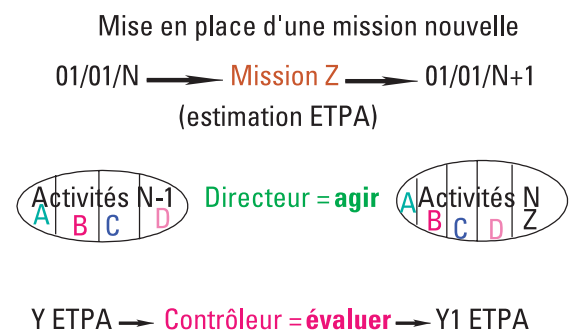 Mise en place d'une mission nouvelle
01/01/N Mission Z 01/01/N+1
(estimation ETPA)
Activités N-1 Directeur = agir Activités N
A B C D A B C D Z
Y ETPA Contrôleur = évaluer Y1 ETPA